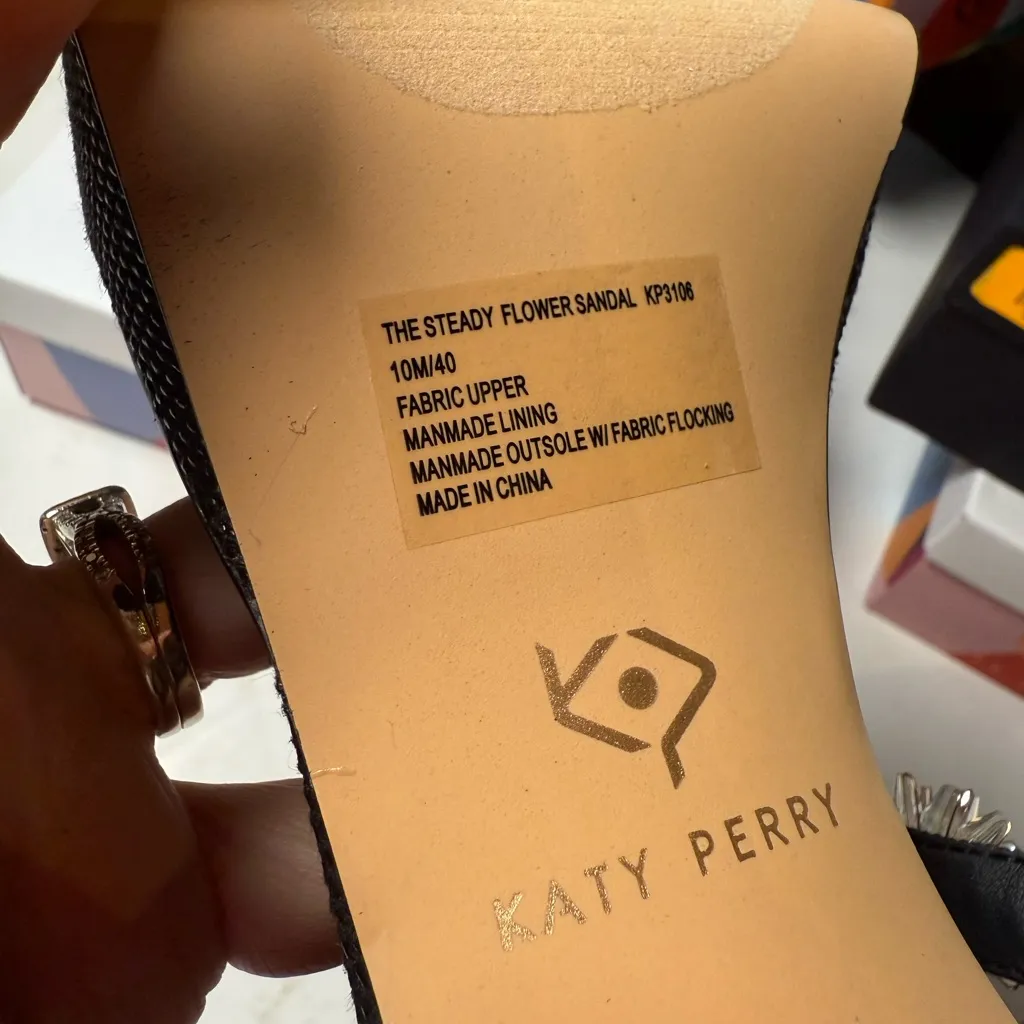 THE STEADY FLOWER SANDAL KP3106
10M/40
FABRIC UPPER
MANMADE LINING
MANMADE OUTSOLE W/ FABRIC FLOCKING
MADE IN CHINA
KATY PERRY